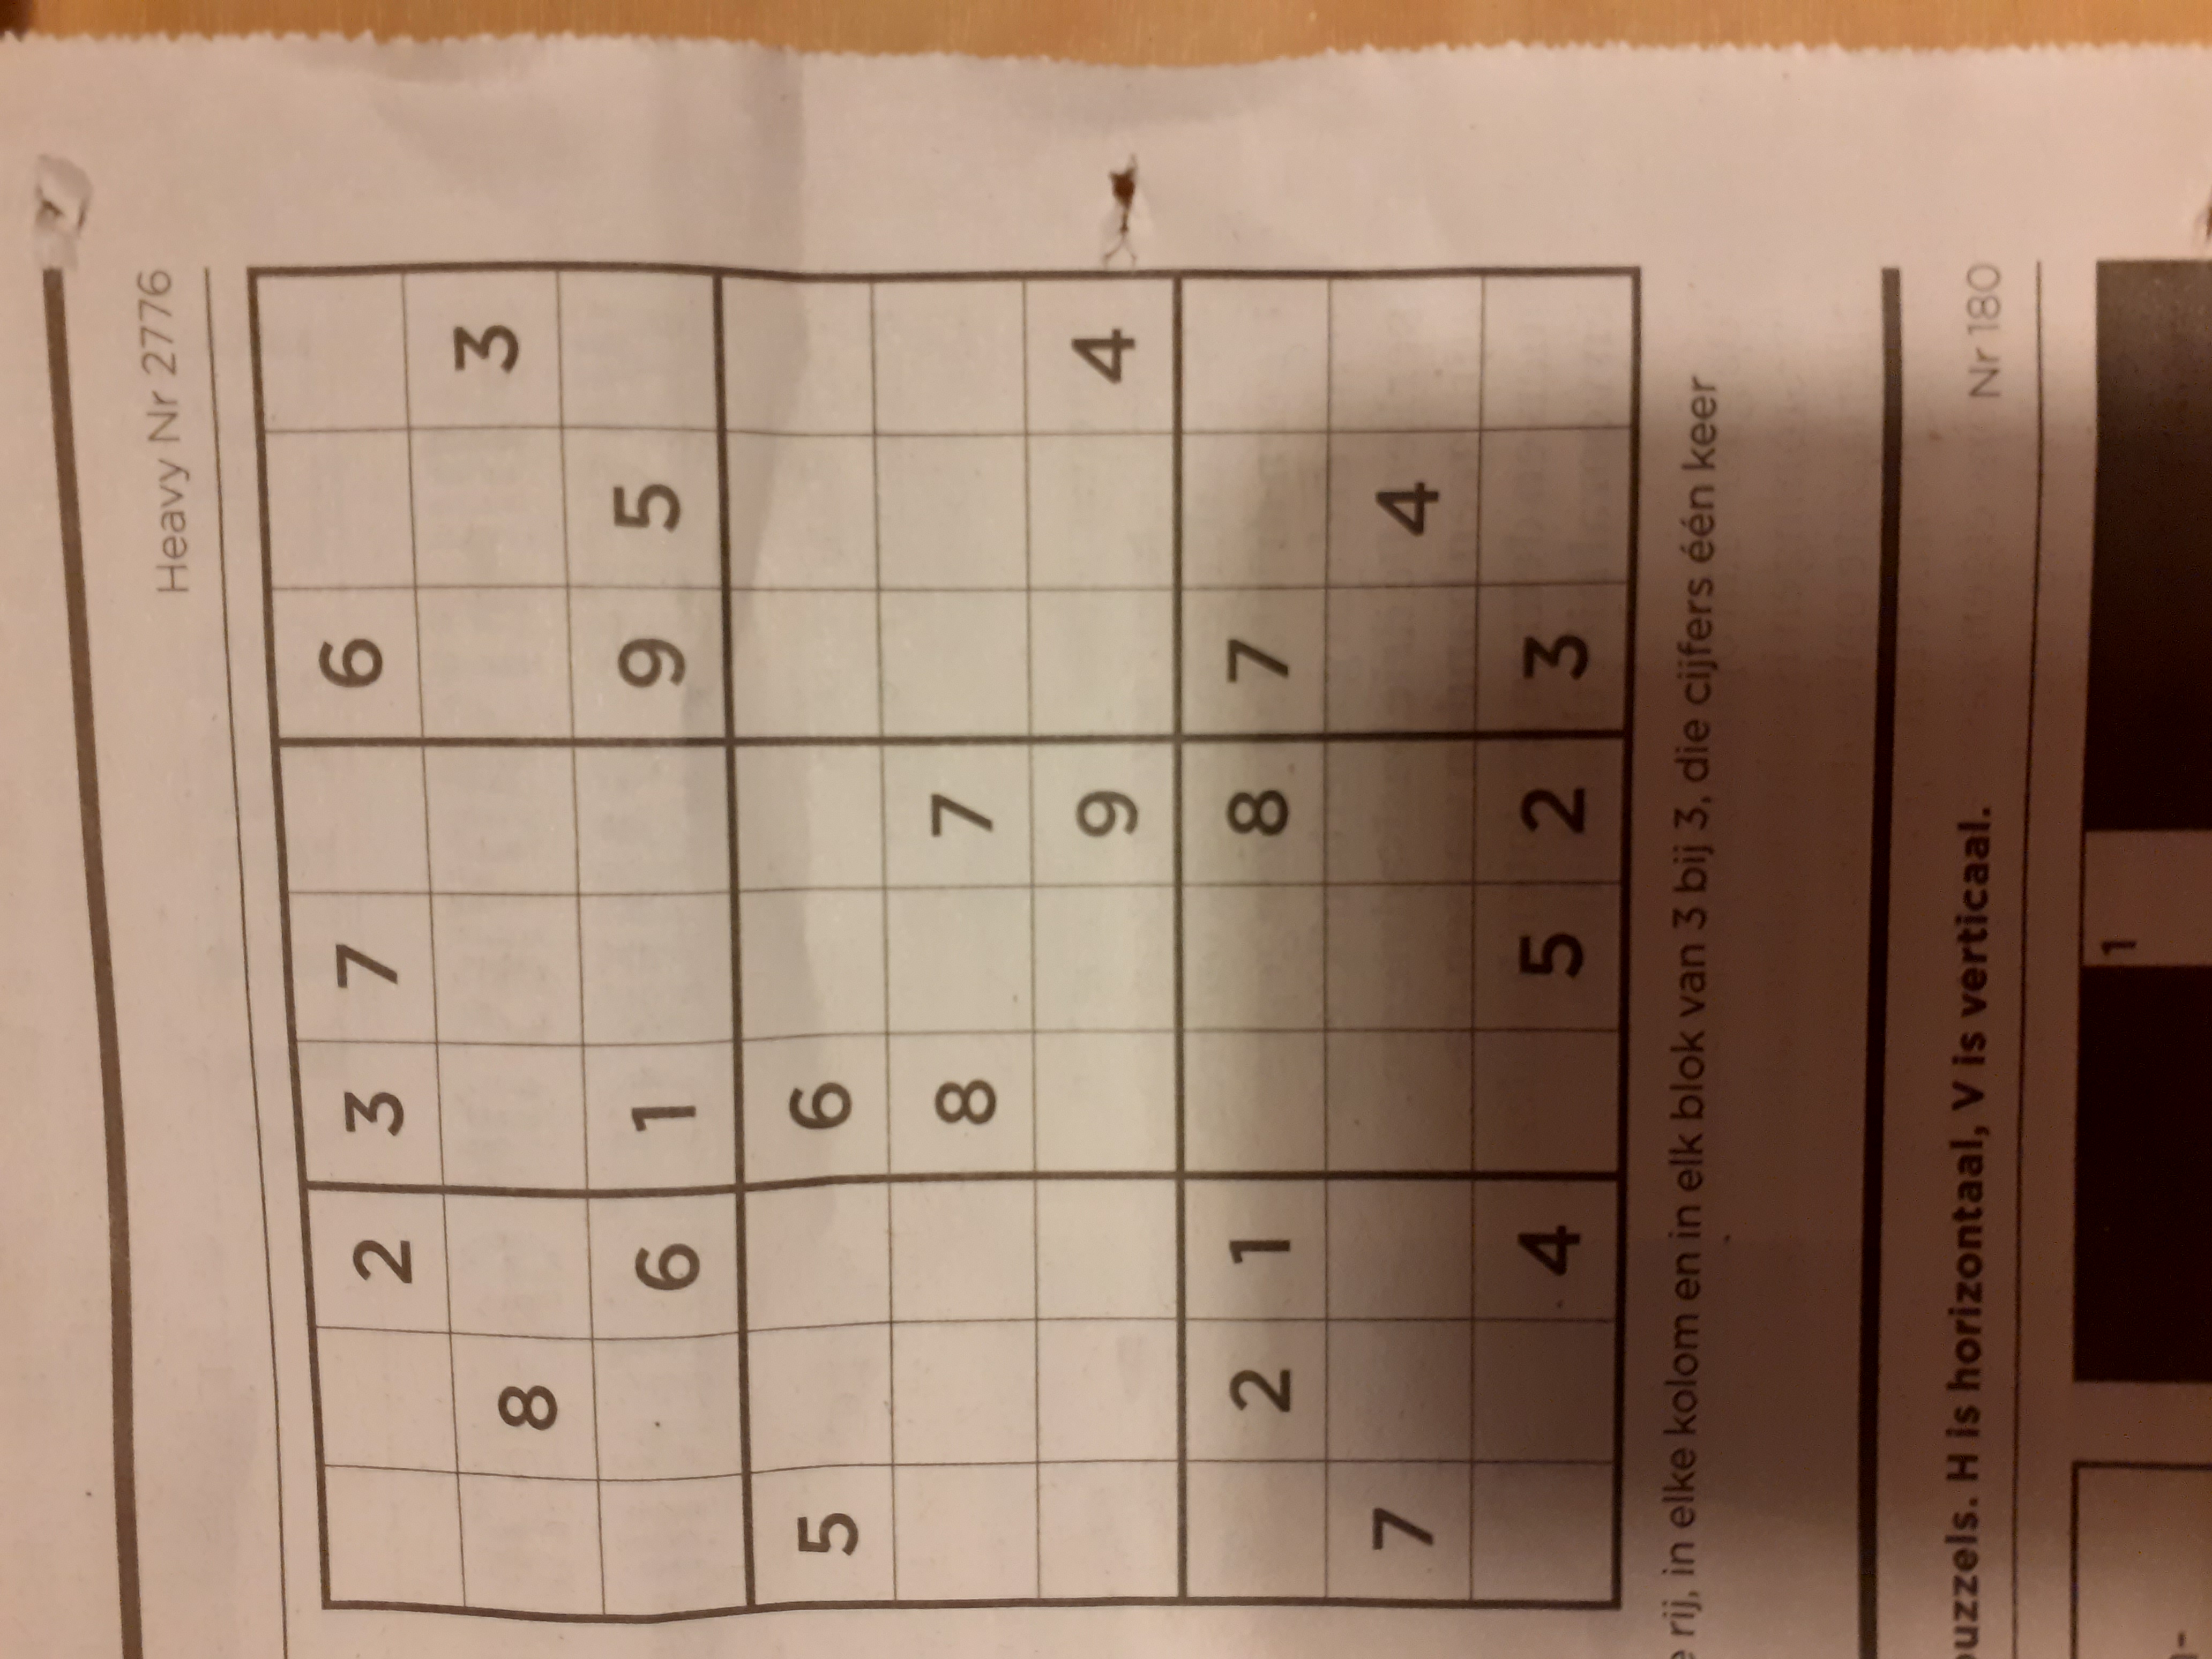 Heavy Nr 2776
2 3 7 6
8 3
6 1 9 5
5 6
8 7
9 4
2 1 8 7
7 4
4 5 2 3
rij, in elke kolom en in elk blok van 3 bij 3, die cijfers één keer
puzzels. H is horizontaal, V is verticaal.
Nr 180
1